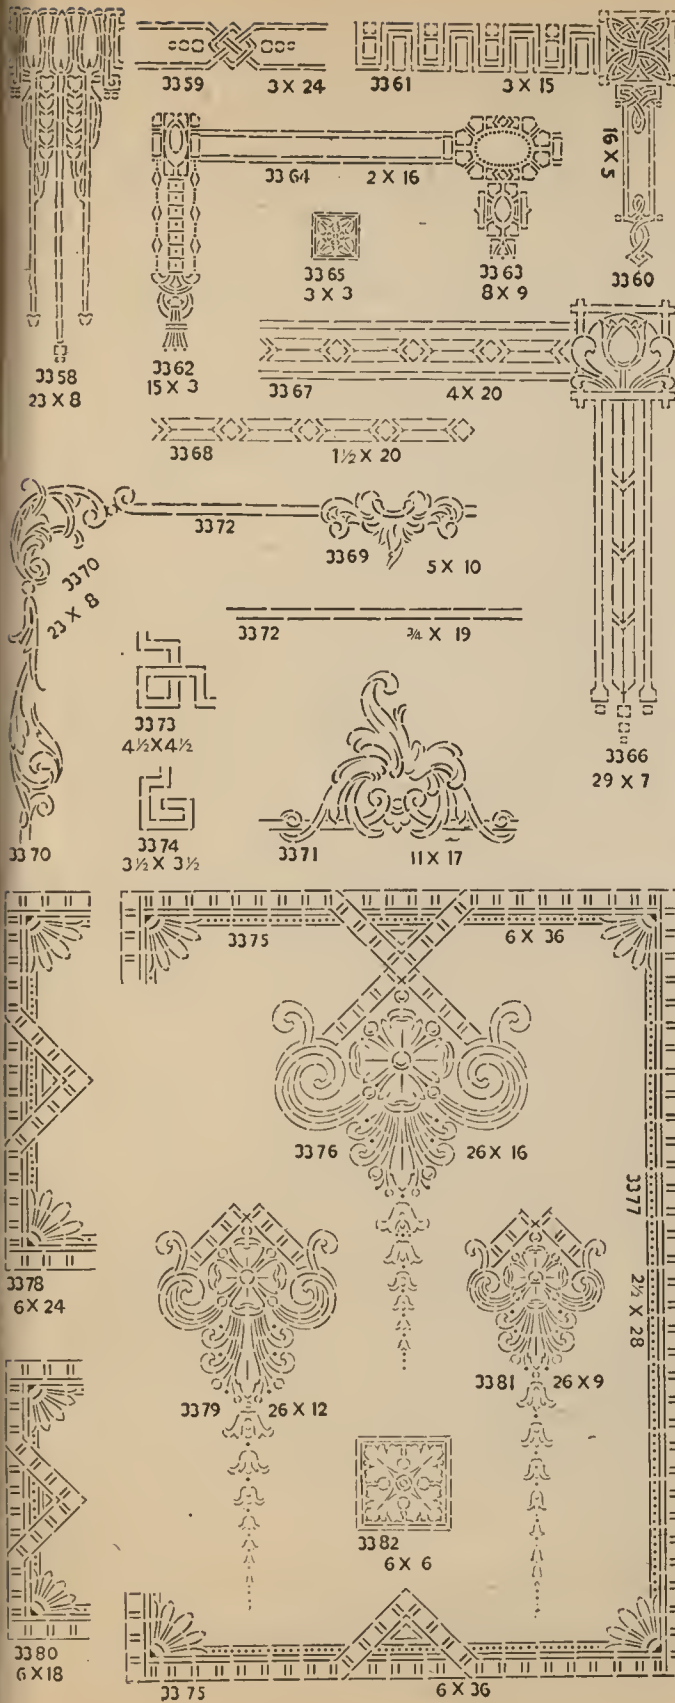 3359 3 X 24
3361 3 X 15
16 X 5
3360
3364 2 X 16
3365
3 X 3
3363
8 X 9
3358
23 X 8
3362
15 X 3
3367 4 X 20
3368 1½ X 20
3372
3369 5 X 10
3370
23 X 8
3372 ¾ X 19
3373
4½ X 4½
3366
29 X 7
3370
3374
3½ X 3½
3371 11 X 17
3375 6 X 36
3376 26 X 16
3377 2½ X 28
3378
6 X 24
3379 26 X 12
3381 26 X 9
3382
6 X 6
3380
6 X 18
3375 6 X 36